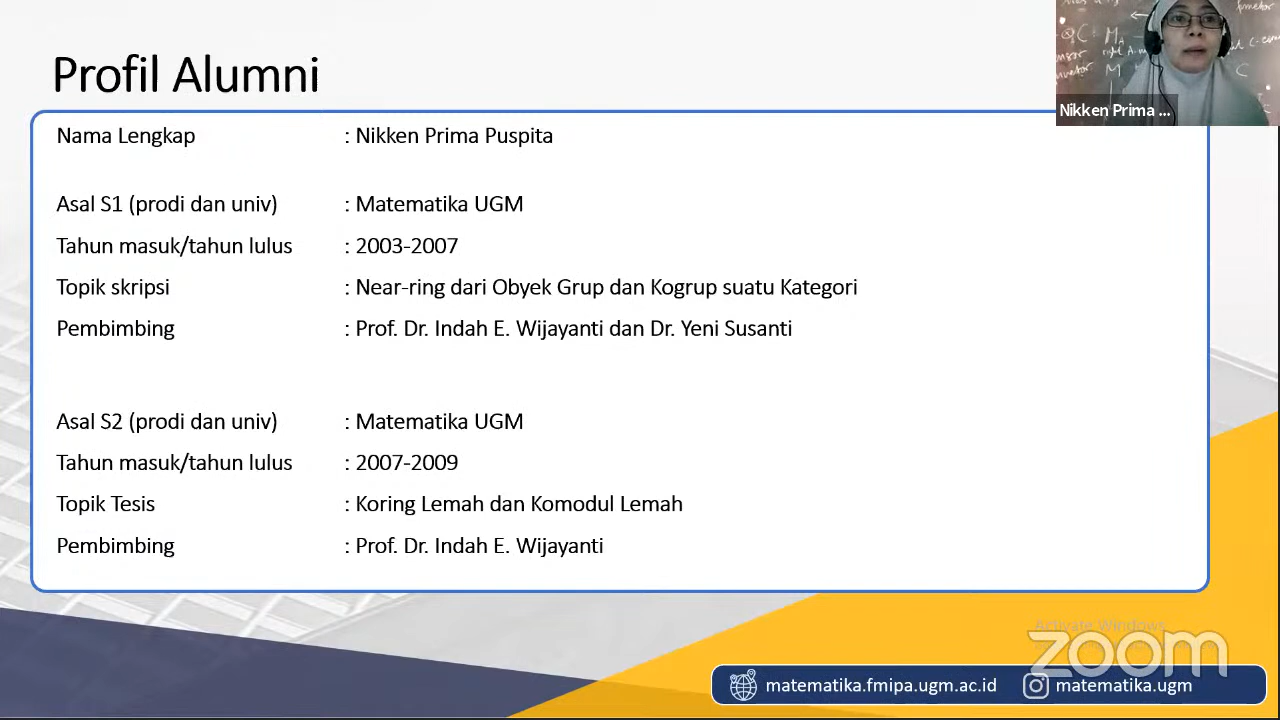 Profil Alumni
Nikken Prima ...
Nama Lengkap : Nikken Prima Puspita
Asal S1 (prodi dan univ) : Matematika UGM
Tahun masuk/tahun lulus : 2003-2007
Topik skripsi : Near-ring dari Obyek Grup dan Kogrup suatu Kategori
Pembimbing : Prof. Dr. Indah E. Wijayanti dan Dr. Yeni Susanti
Asal S2 (prodi dan univ) : Matematika UGM
Tahun masuk/tahun lulus : 2007-2009
Topik Tesis : Koring Lemah dan Komodul Lemah
Pembimbing : Prof. Dr. Indah E. Wijayanti
Activate Windows
zoom
matematika.fmipa.ugm.ac.id matematika.ugm